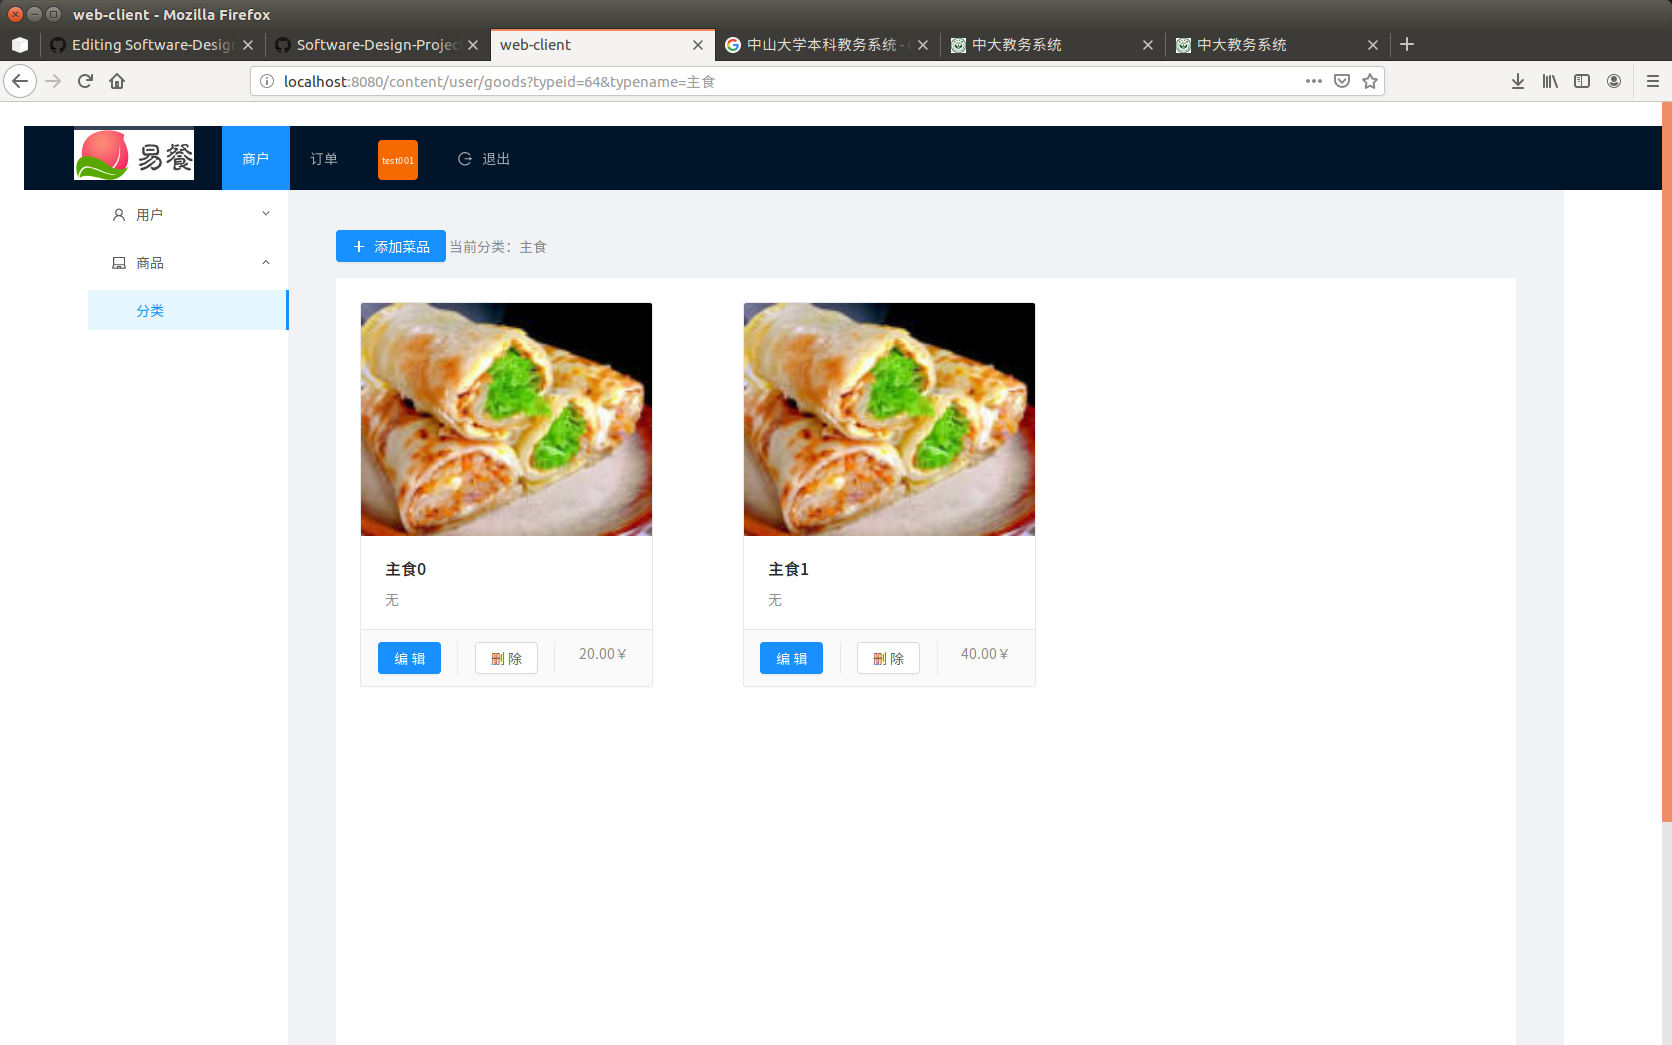 web-client - Mozilla Firefox
Editing Software-Design
Software-Design-Projec
web-client
中山大学本科教务系统 -
中大教务系统
中大教务系统
localhost:8080/content/user/goods?typeid=64&typename=主食
易餐
商户
订单
test001
退出
用户
商品
分类
添加菜品 当前分类：主食
主食0
无
编 辑
删 除
20.00￥
主食1
无
编 辑
删 除
40.00￥